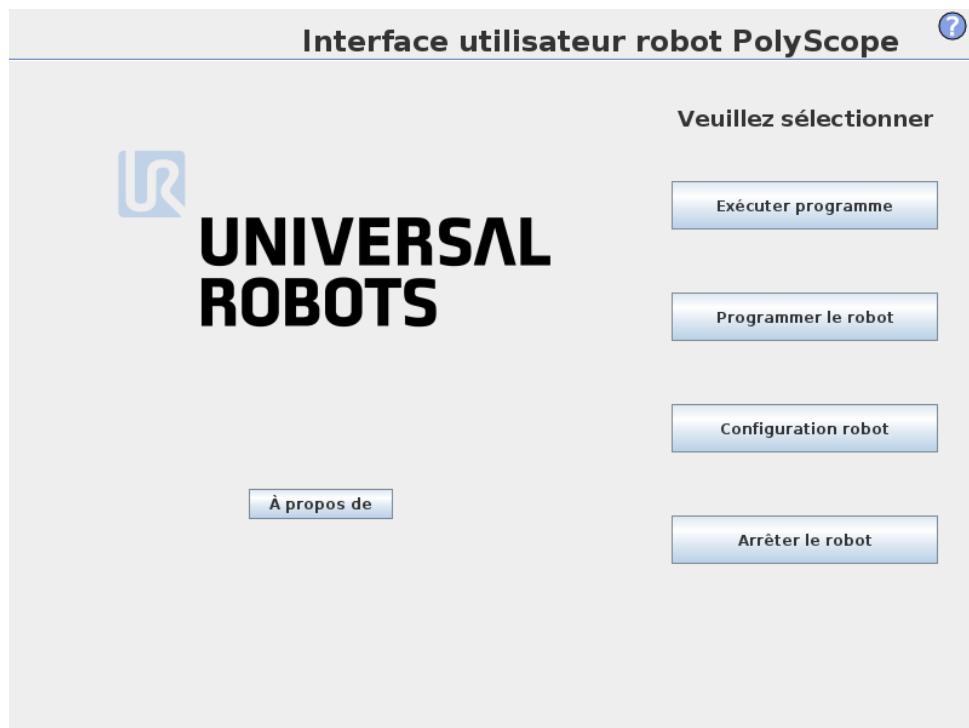 Interface utilisateur robot PolyScope
?
Veuillez sélectionner
UR
UNIVERSAL
ROBOTS
Exécuter programme
Programmer le robot
Configuration robot
À propos de
Arrêter le robot